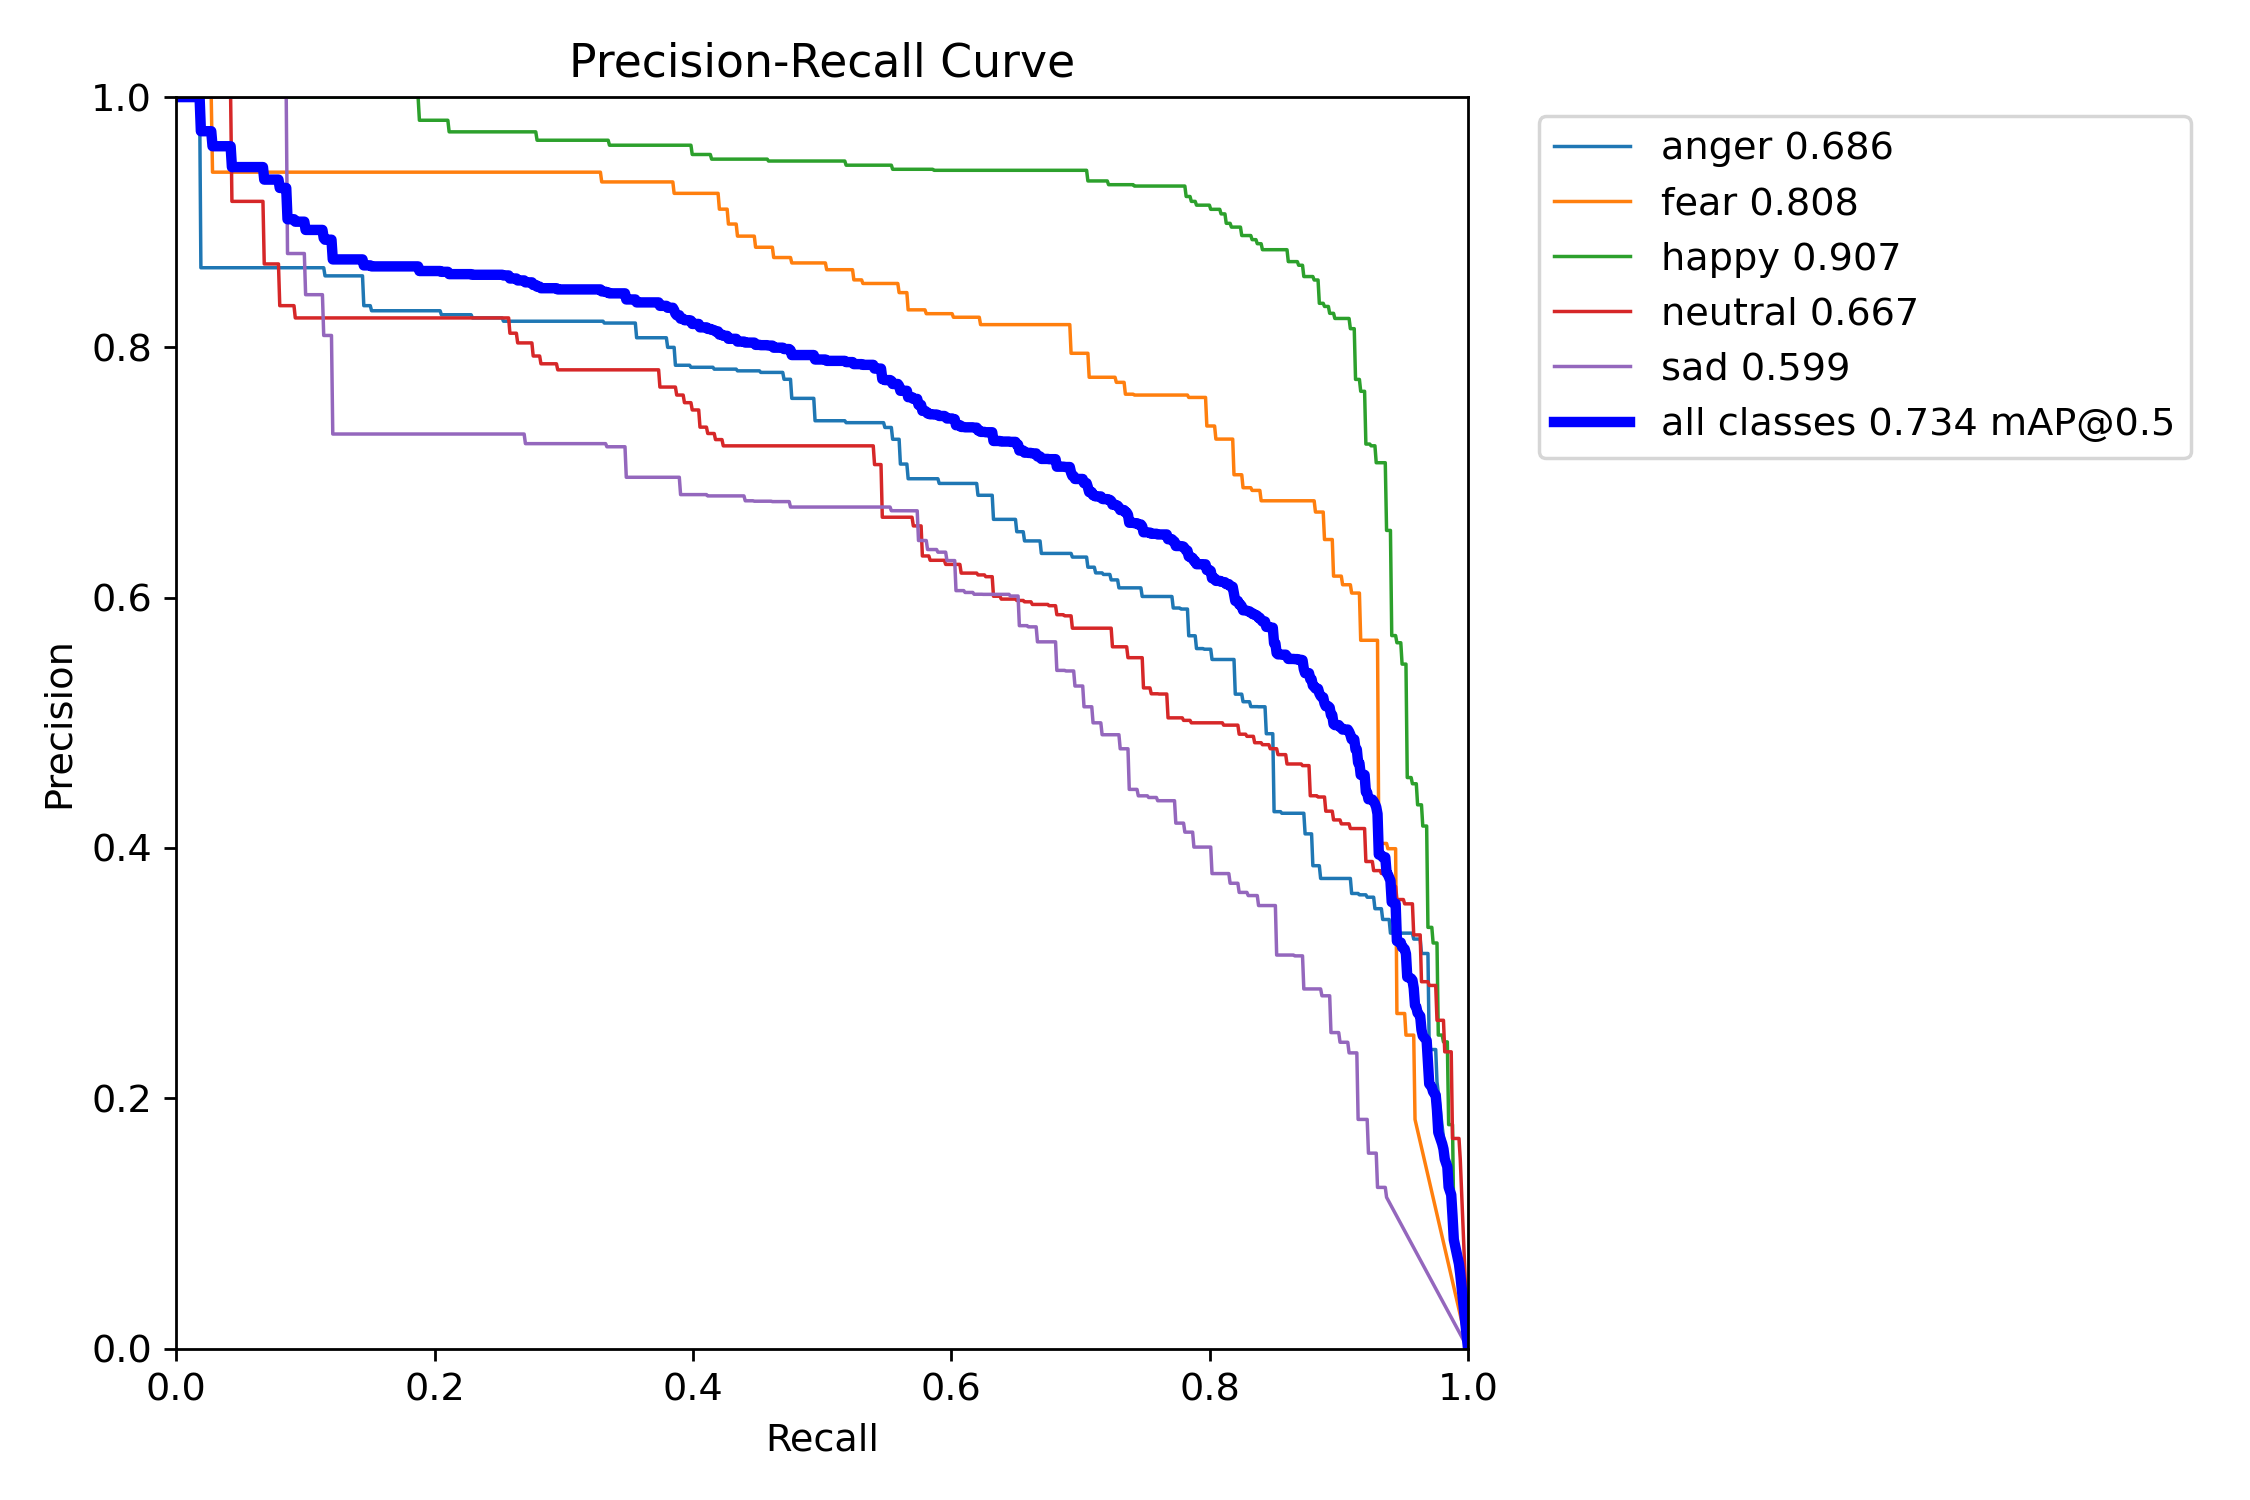 Precision-Recall Curve
1.0
0.8
0.6
0.4
0.2
0.0
Precision
0.0 0.2 0.4 0.6 0.8 1.0
Recall
anger 0.686
fear 0.808
happy 0.907
neutral 0.667
sad 0.599
all classes 0.734 mAP@0.5